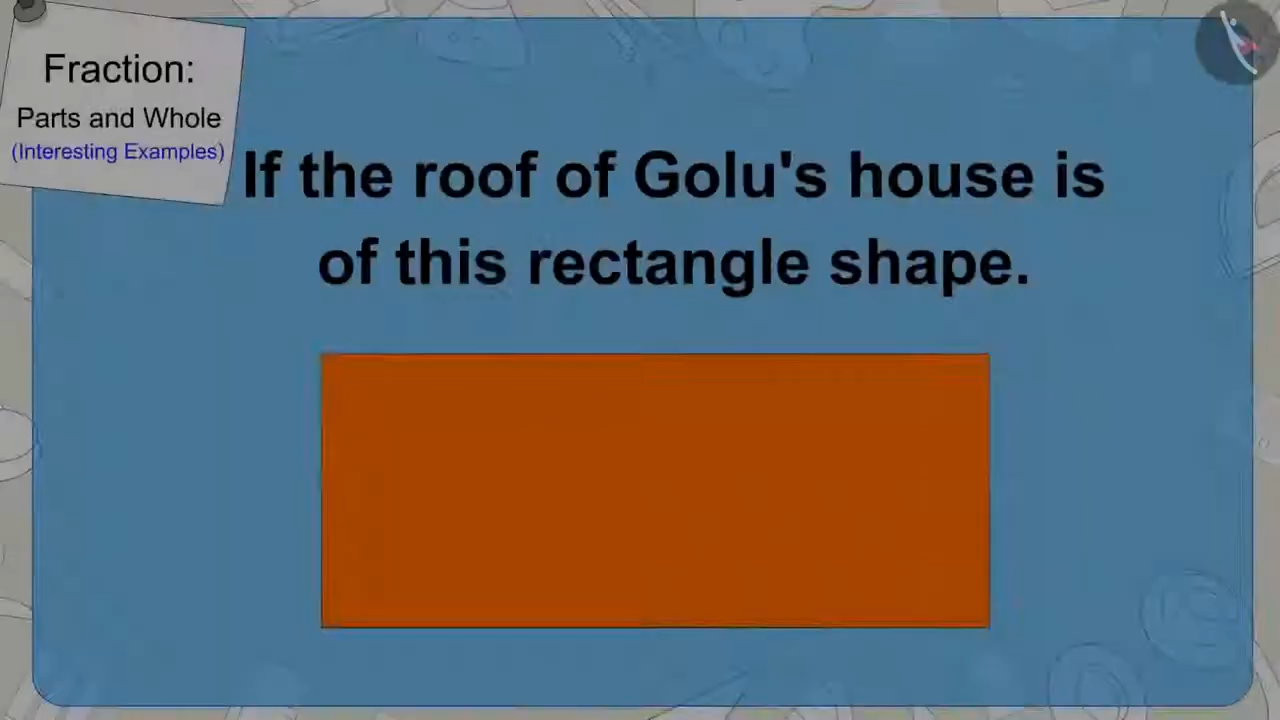 Fraction:
Parts and Whole
(Interesting Examples)
If the roof of Golu's house is
of this rectangle shape.